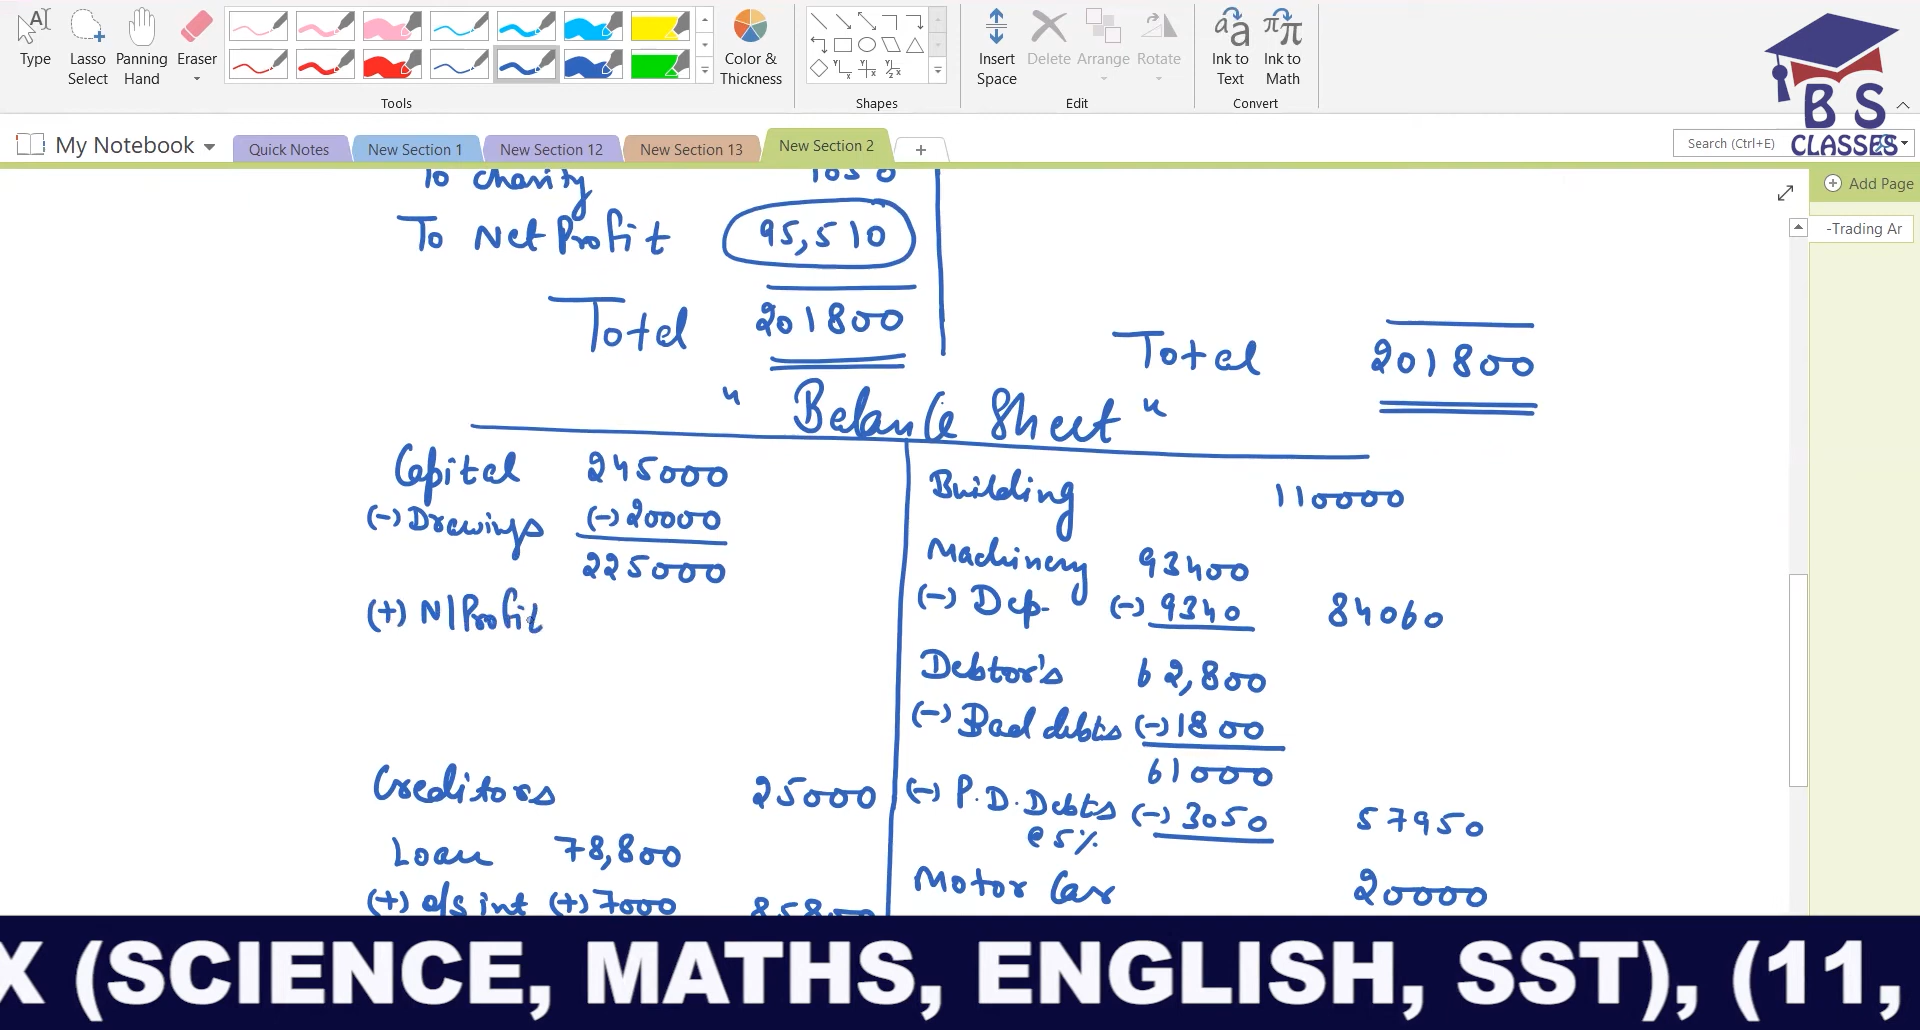 Type
Lasso Select
Panning Hand
Eraser
Color & Thickness
Insert Space
Delete
Arrange
Rotate
Ink to Text
Ink to Math
Tools
Shapes
Edit
Convert
BS
CLASSES
My Notebook
Quick Notes
New Section 1
New Section 12
New Section 13
New Section 2
+
Search (Ctrl+E)
Add Page
-Trading Ar
To Charity 1050
To Net Profit 95,510
Total 201800
Total 201800
" Balance Sheet "
Capital 245000
(-) Drawings (-) 20000
225000
(+) N/Profit
Creditors 25000
Loan 78,800
(+) o/s int (+) 7000 85800
Building 110000
Machinery 93400
(-) Dep. (-) 9340 84060
Debtor's 62,800
(-) Bad debts (-) 1800
61000
(-) P.D.Debts (-) 3050 57950
@ 5%
Motor Car 20000
X (SCIENCE, MATHS, ENGLISH, SST), (11,